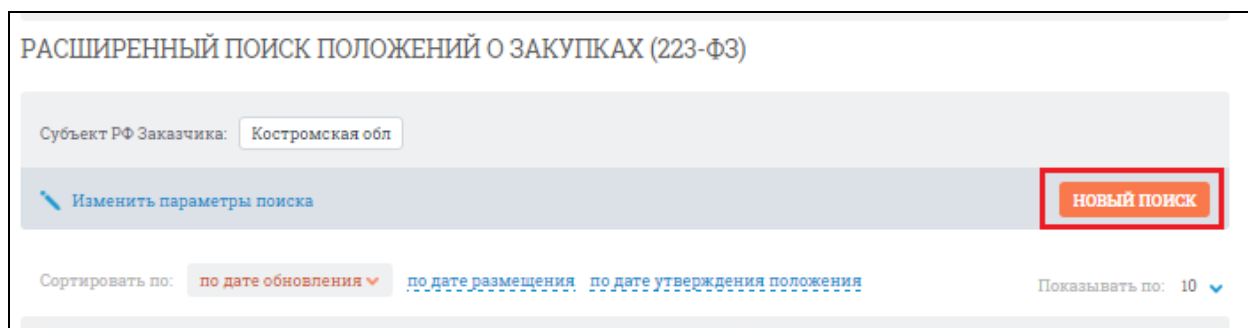 РАСШИРЕННЫЙ ПОИСК ПОЛОЖЕНИЙ О ЗАКУПКАХ (223-ФЗ)
Субъект РФ Заказчика: Костромская обл
Изменить параметры поиска НОВЫЙ ПОИСК
Сортировать по: по дате обновления по дате размещения по дате утверждения положения Показывать по: 10